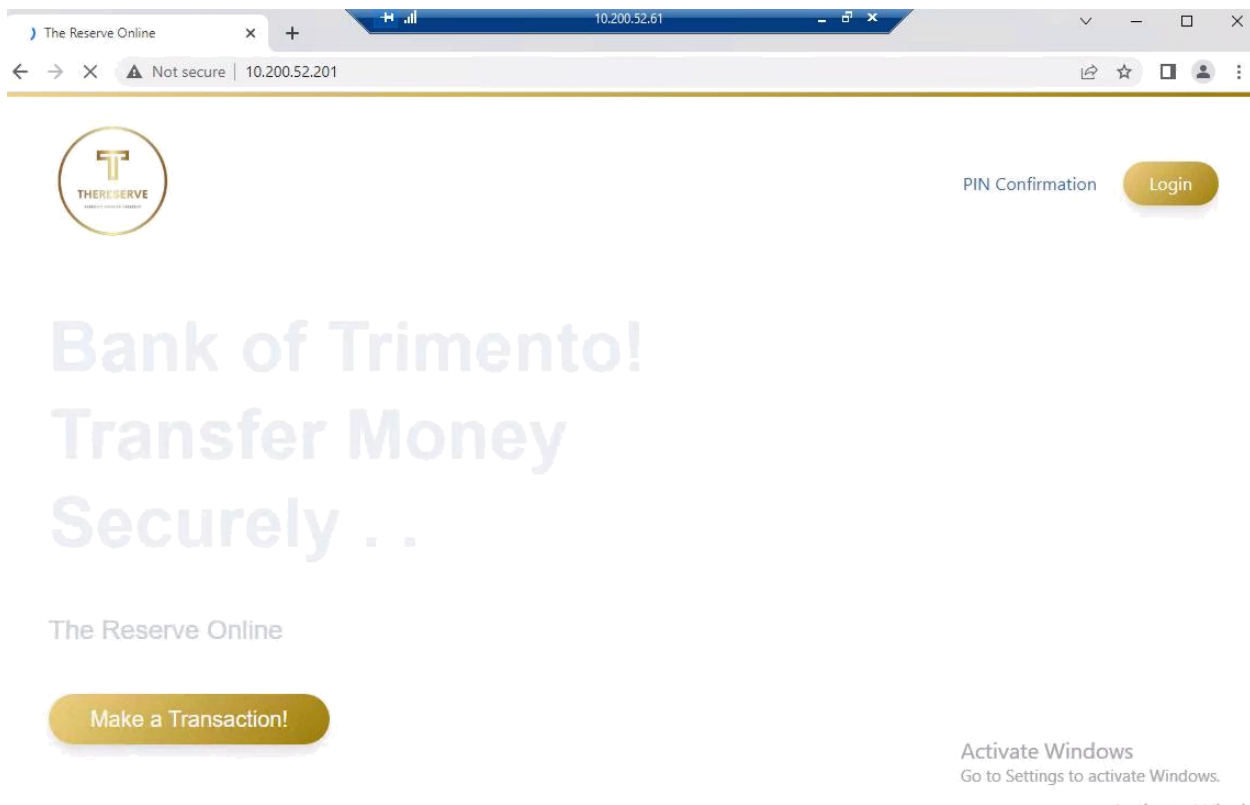 The Reserve Online
10.200.52.61
Not secure
10.200.52.201
T
THERESERVE
PIN Confirmation
Login
Bank of Trimento!
Transfer Money
Securely . .
The Reserve Online
Make a Transaction!
Activate Windows
Go to Settings to activate Windows.